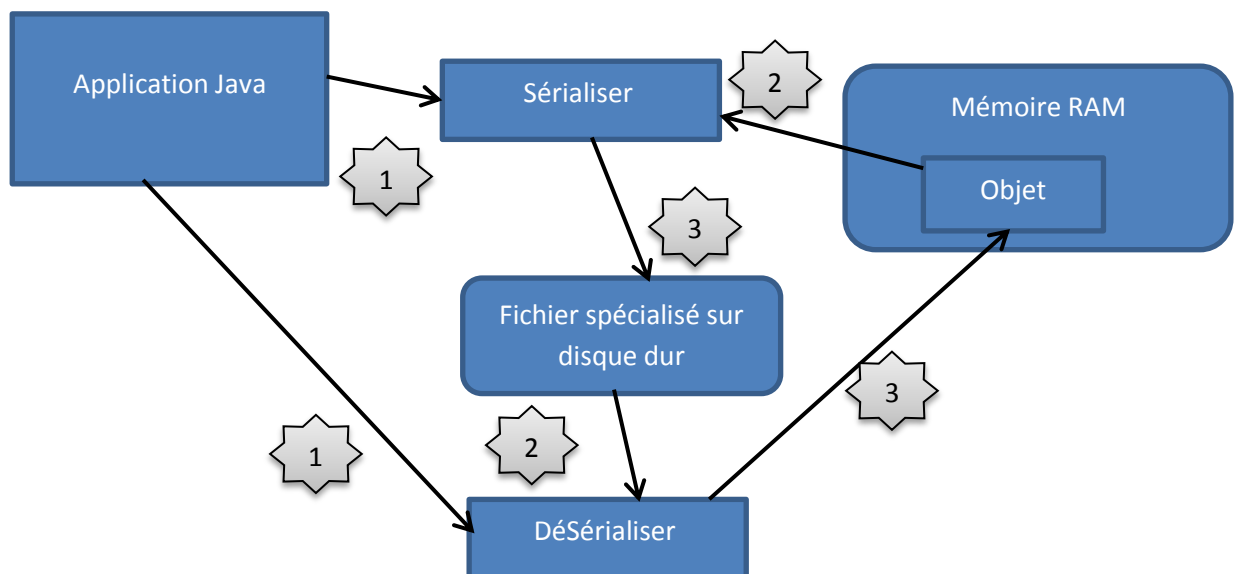 Application Java
Sérialiser
2
Mémoire RAM
1
Objet
3
Fichier spécialisé sur
disque dur
3
1
2
DéSérialiser